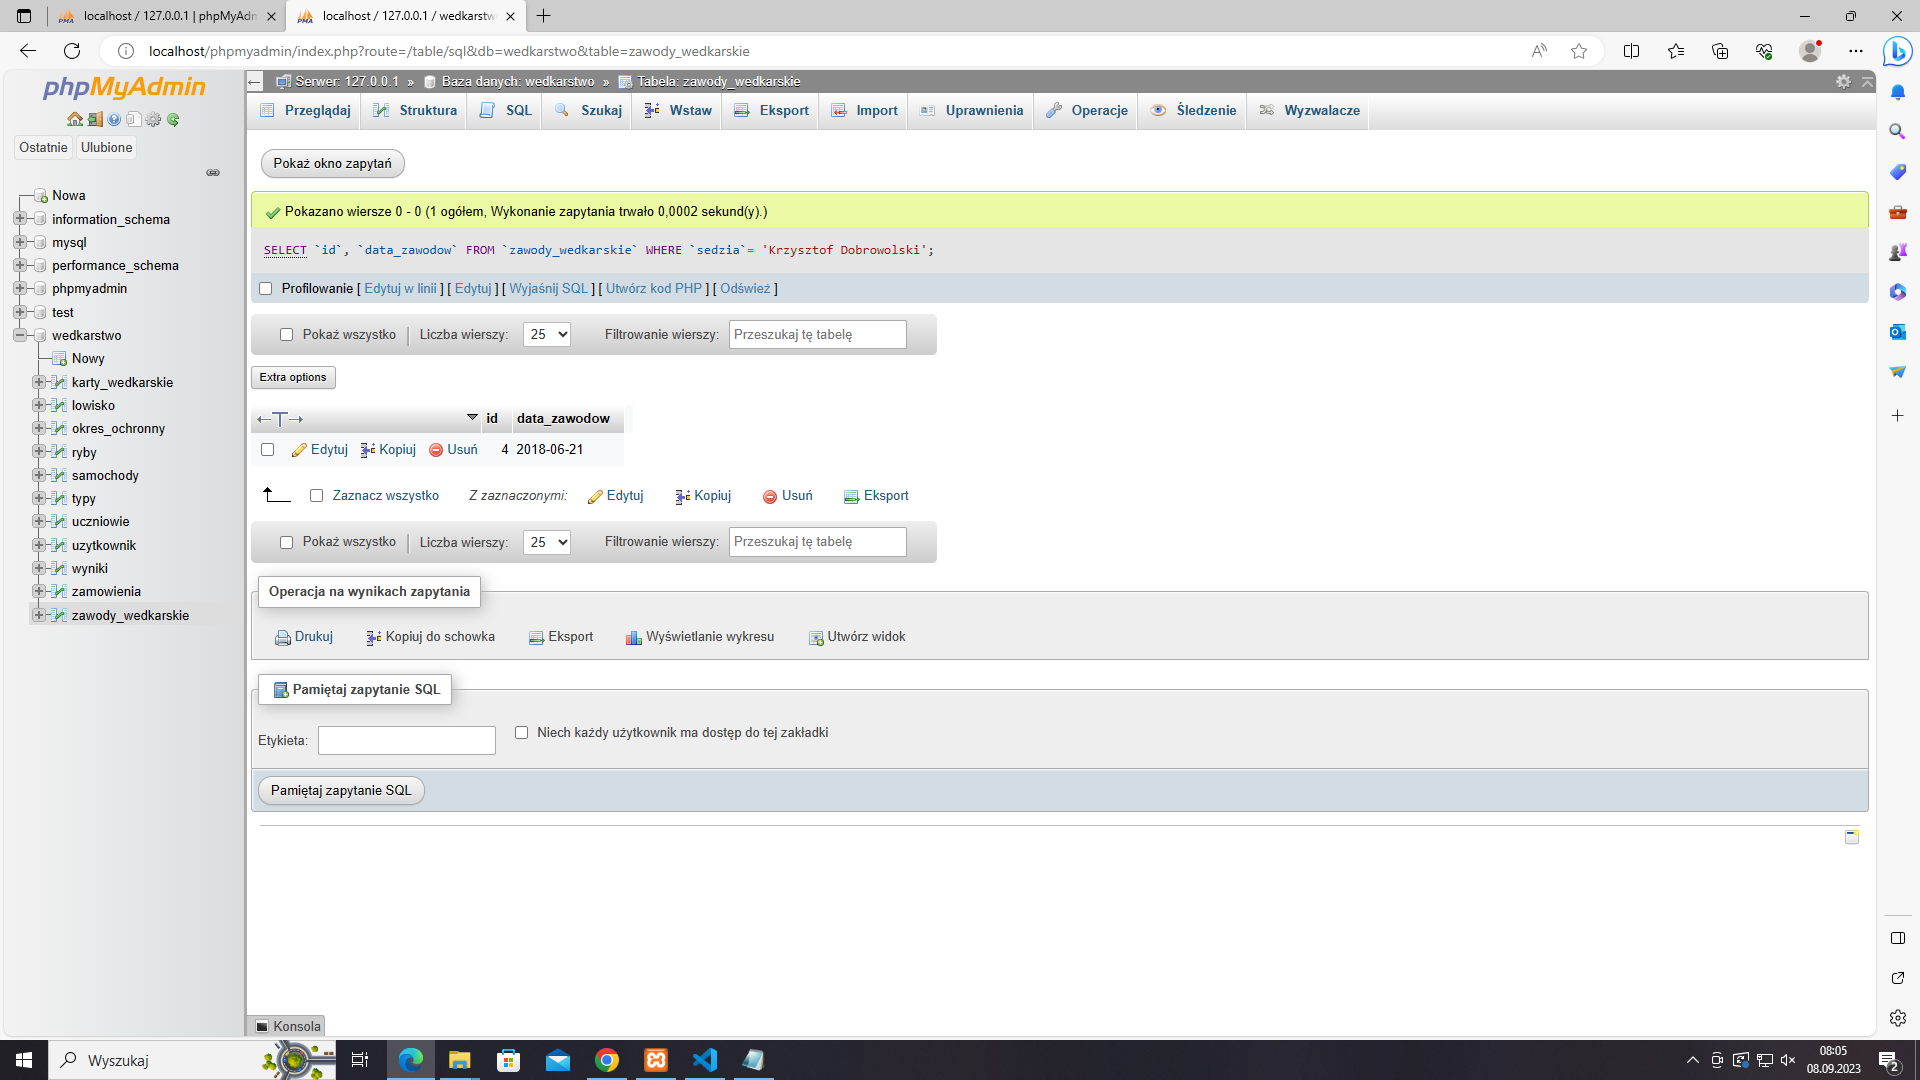 localhost / 127.0.0.1 | phpMyAdm
localhost / 127.0.0.1 / wedkarstw
localhost/phpmyadmin/index.php?route=/table/sql&db=wedkarstwo&table=zawody_wedkarskie
phpMyAdmin
Ostatnie
Ulubione
Nowa
information_schema
mysql
performance_schema
phpmyadmin
test
wedkarstwo
Nowy
karty_wedkarskie
lowisko
okres_ochronny
ryby
samochody
typy
uczniowie
uzytkownik
wyniki
zamowienia
zawody_wedkarskie
Serwer: 127.0.0.1 » Baza danych: wedkarstwo » Tabela: zawody_wedkarskie
Przeglądaj Struktura SQL Szukaj Wstaw Eksport Import Uprawnienia Operacje Śledzenie Wyzwalacze
Pokaż okno zapytań
Pokazano wiersze 0 - 0 (1 ogółem, Wykonanie zapytania trwało 0,0002 sekund(y).)
SELECT `id`, `data_zawodow` FROM `zawody_wedkarskie` WHERE `sedzia`= 'Krzysztof Dobrowolski';
Profilowanie [ Edytuj w linii ] [ Edytuj ] [ Wyjaśnij SQL ] [ Utwórz kod PHP ] [ Odśwież ]
Pokaż wszystko | Liczba wierszy: 25 Filtrowanie wierszy: Przeszukaj tę tabelę
Extra options
←T→ id data_zawodow
Edytuj Kopiuj Usuń 4 2018-06-21
Zaznacz wszystko Z zaznaczonymi: Edytuj Kopiuj Usuń Eksport
Pokaż wszystko | Liczba wierszy: 25 Filtrowanie wierszy: Przeszukaj tę tabelę
Operacja na wynikach zapytania
Drukuj Kopiuj do schowka Eksport Wyświetlanie wykresu Utwórz widok
Pamiętaj zapytanie SQL
Etykieta: Niech każdy użytkownik ma dostęp do tej zakładki
Pamiętaj zapytanie SQL
Konsola
Wyszukaj
08:05
08.09.2023
2